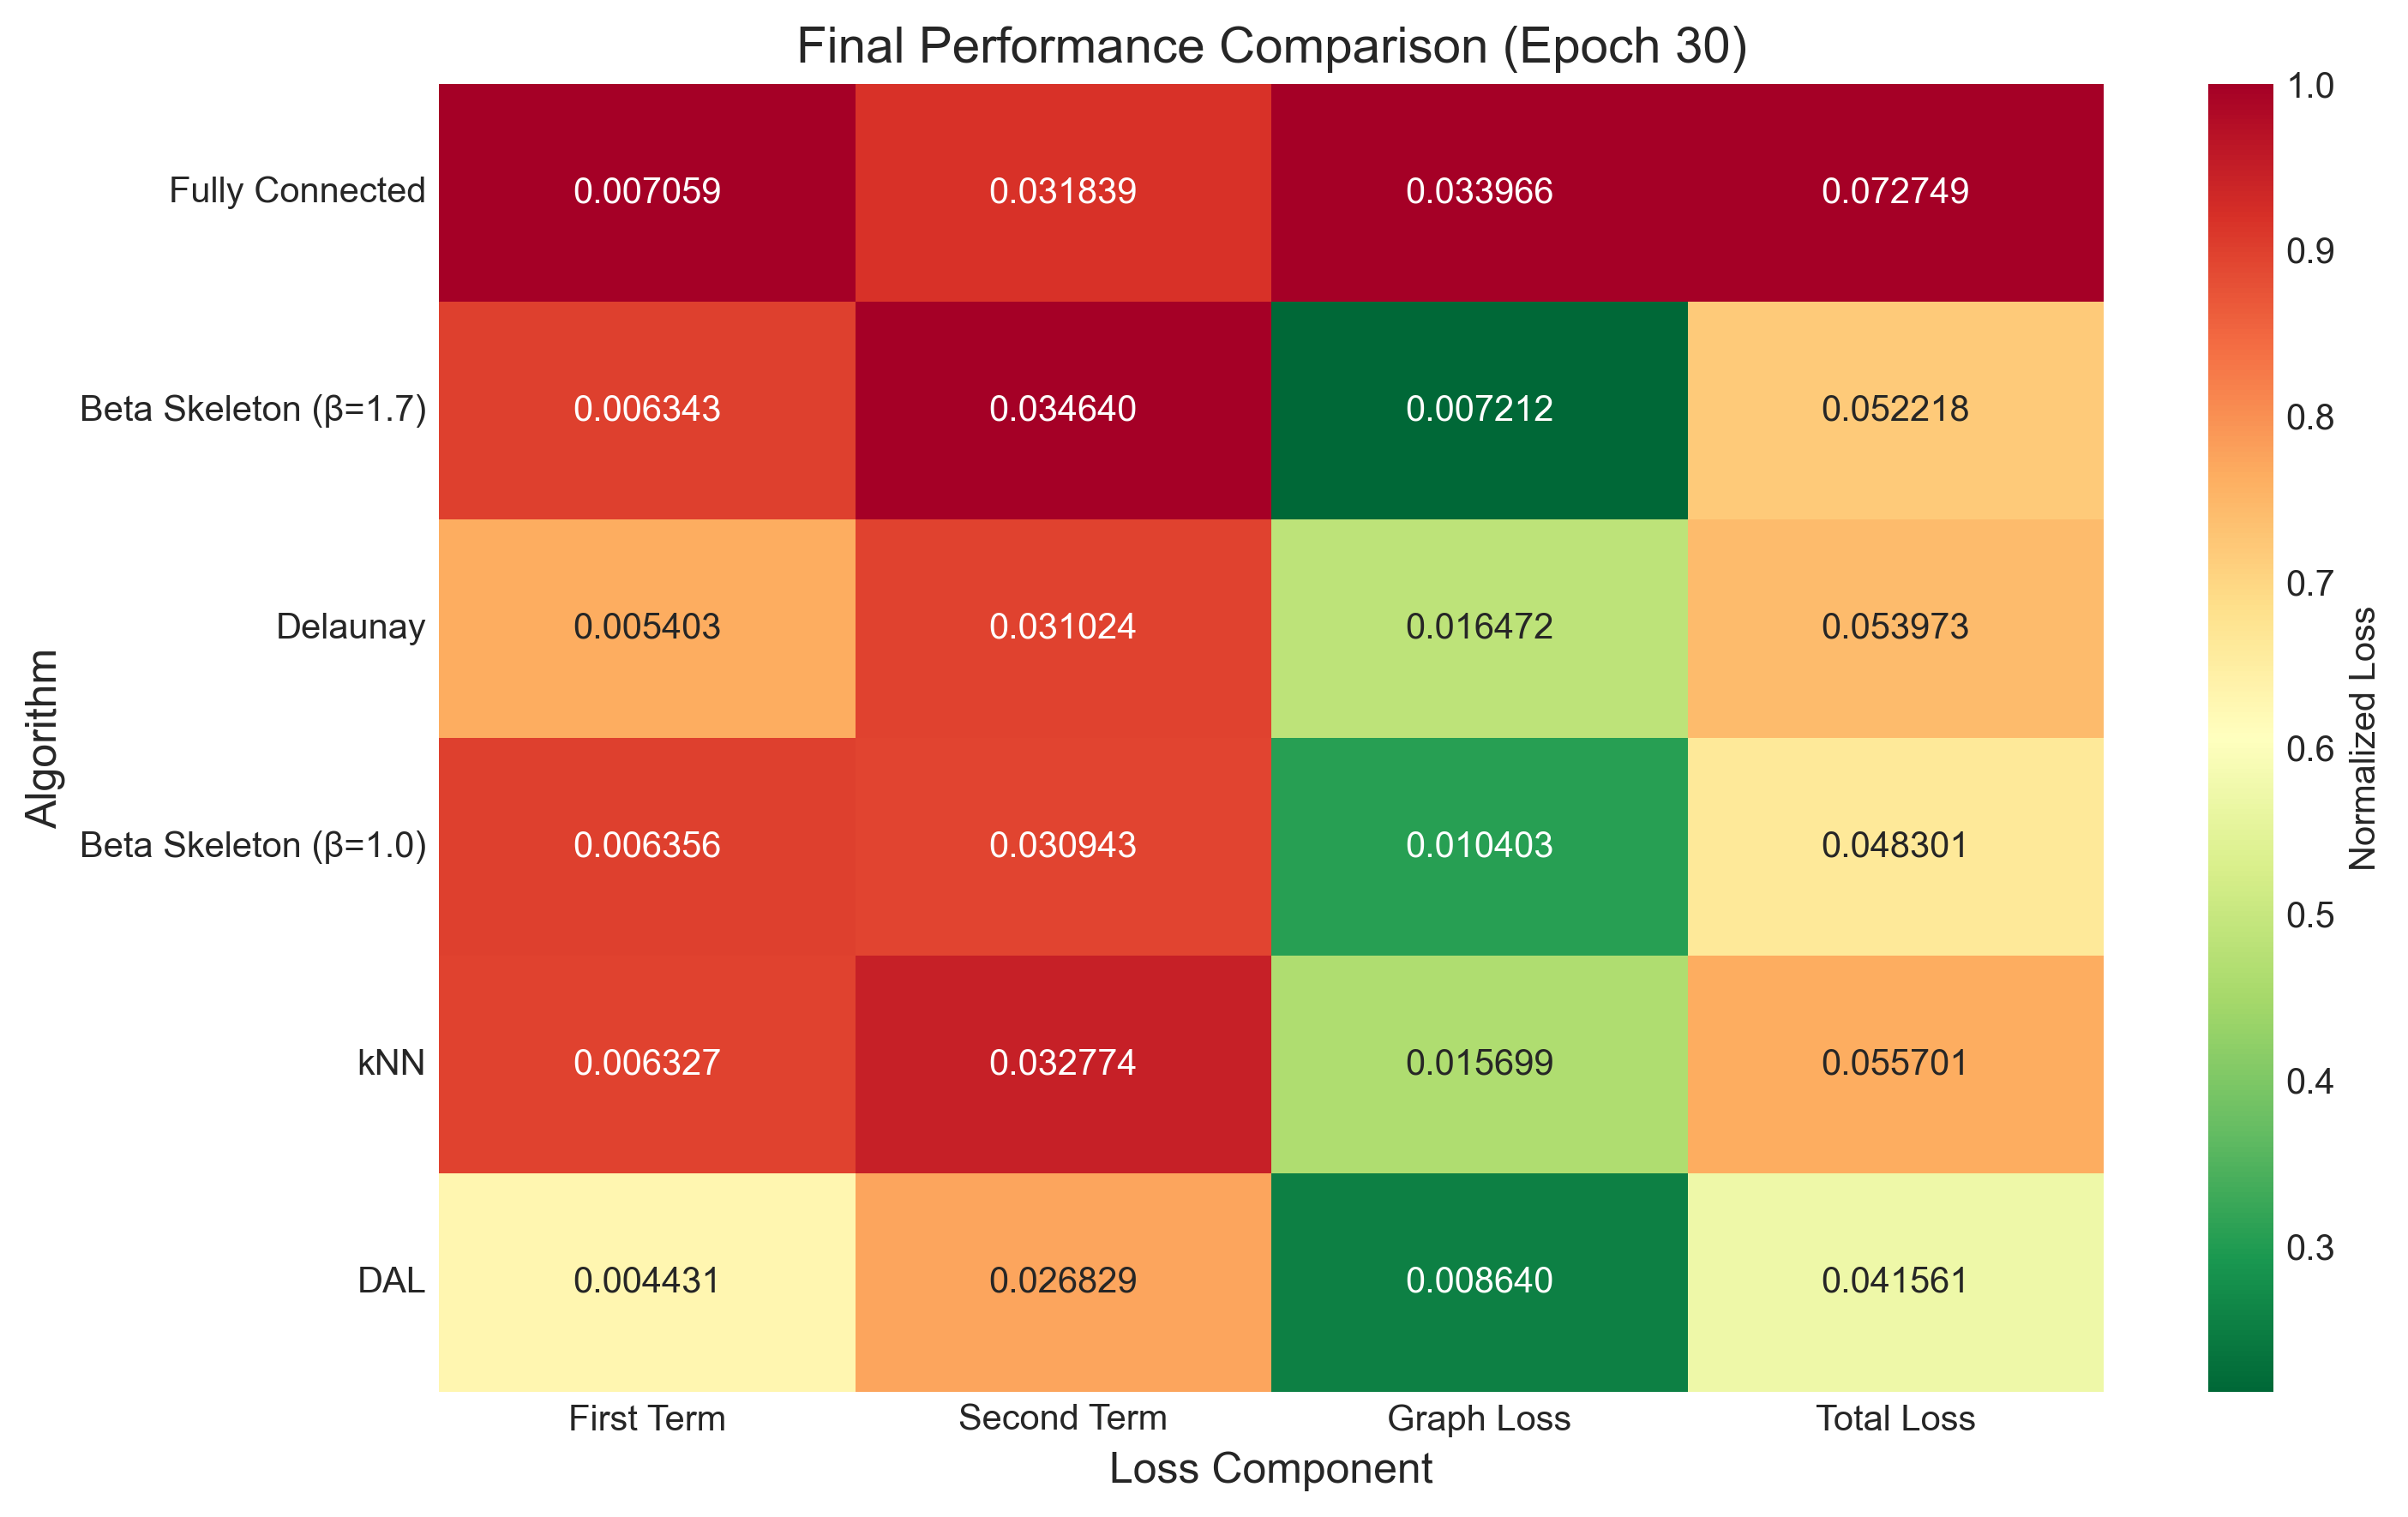 Final Performance Comparison (Epoch 30)
Algorithm
Fully Connected 0.007059 0.031839 0.033966 0.072749
Beta Skeleton (β=1.7) 0.006343 0.034640 0.007212 0.052218
Delaunay 0.005403 0.031024 0.016472 0.053973
Beta Skeleton (β=1.0) 0.006356 0.030943 0.010403 0.048301
kNN 0.006327 0.032774 0.015699 0.055701
DAL 0.004431 0.026829 0.008640 0.041561
First Term Second Term Graph Loss Total Loss
Loss Component
1.0
0.9
0.8
0.7
0.6
0.5
0.4
0.3
Normalized Loss